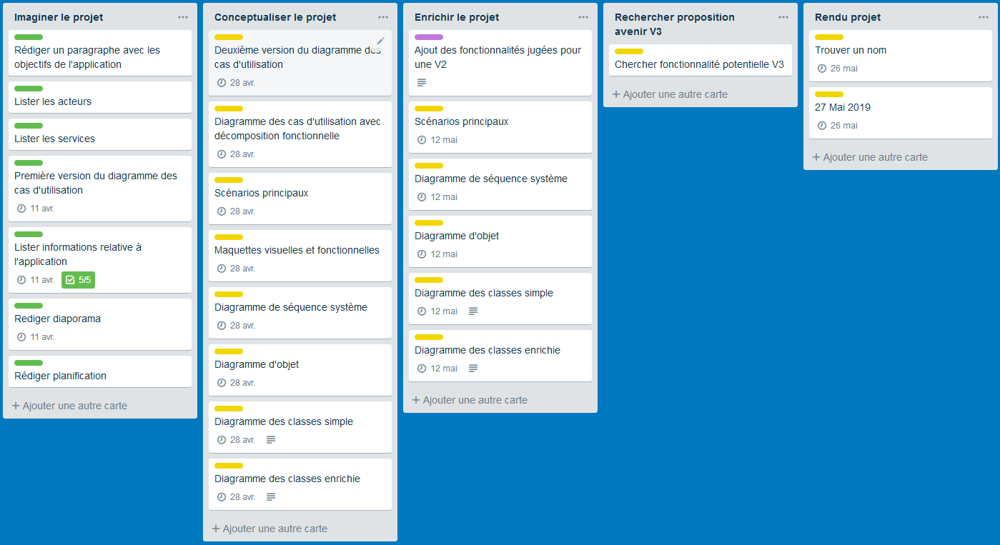 Imaginer le projet
Rédiger un paragraphe avec les
objectifs de l'application
Lister les acteurs
Lister les services
Première version du diagramme des
cas d'utilisation
11 avr.
Lister informations relative à
l'application
11 avr. 5/5
Rediger diaporama
11 avr.
Rédiger planification
+ Ajouter une autre carte
Conceptualiser le projet
Deuxième version du diagramme des
cas d'utilisation
28 avr.
Diagramme des cas d'utilisation avec
décomposition fonctionnelle
28 avr.
Scénarios principaux
28 avr.
Maquettes visuelles et fonctionnelles
28 avr.
Diagramme de séquence système
28 avr.
Diagramme d'objet
28 avr.
Diagramme des classes simple
28 avr.
Diagramme des classes enrichie
28 avr.
+ Ajouter une autre carte
Enrichir le projet
Ajout des fonctionnalités jugées pour
une V2
Scénarios principaux
12 mai
Diagramme de séquence système
12 mai
Diagramme d'objet
12 mai
Diagramme des classes simple
12 mai
Diagramme des classes enrichie
12 mai
+ Ajouter une autre carte
Rechercher proposition
avenir V3
Chercher fonctionnalité potentielle V3
+ Ajouter une autre carte
Rendu projet
Trouver un nom
26 mai
27 Mai 2019
26 mai
+ Ajouter une autre carte